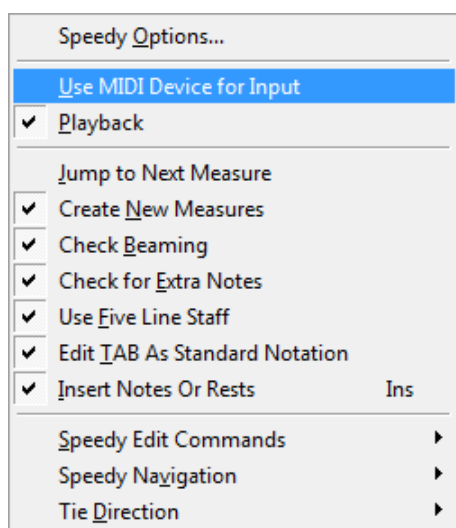 Speedy Options...
Use MIDI Device for Input
Playback
Jump to Next Measure
Create New Measures
Check Beaming
Check for Extra Notes
Use Five Line Staff
Edit TAB As Standard Notation
Insert Notes Or Rests Ins
Speedy Edit Commands
Speedy Navigation
Tie Direction